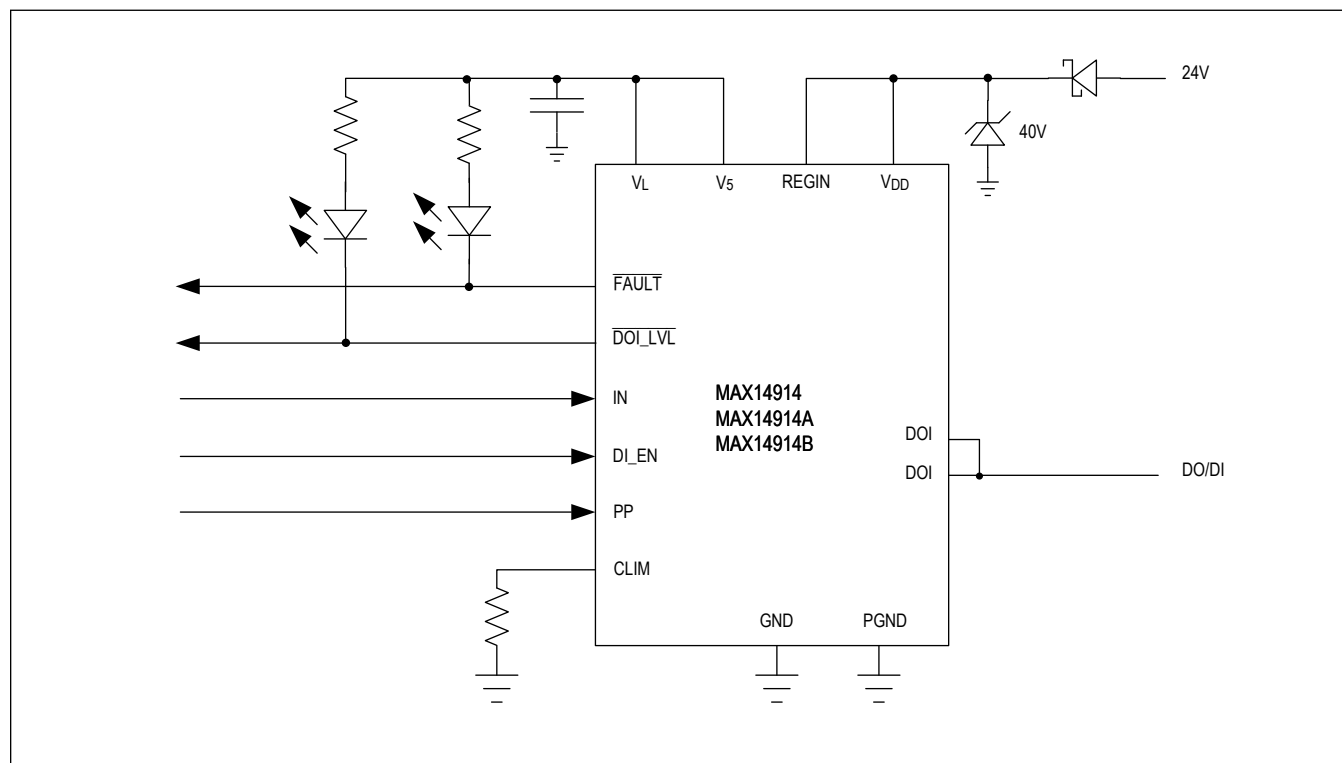 24V
40V
VL V5 REGIN VDD
FAULT
DOI_LVL
IN
MAX14914
MAX14914A
MAX14914B
DI_EN
DOI
DOI
DO/DI
PP
CLIM
GND PGND